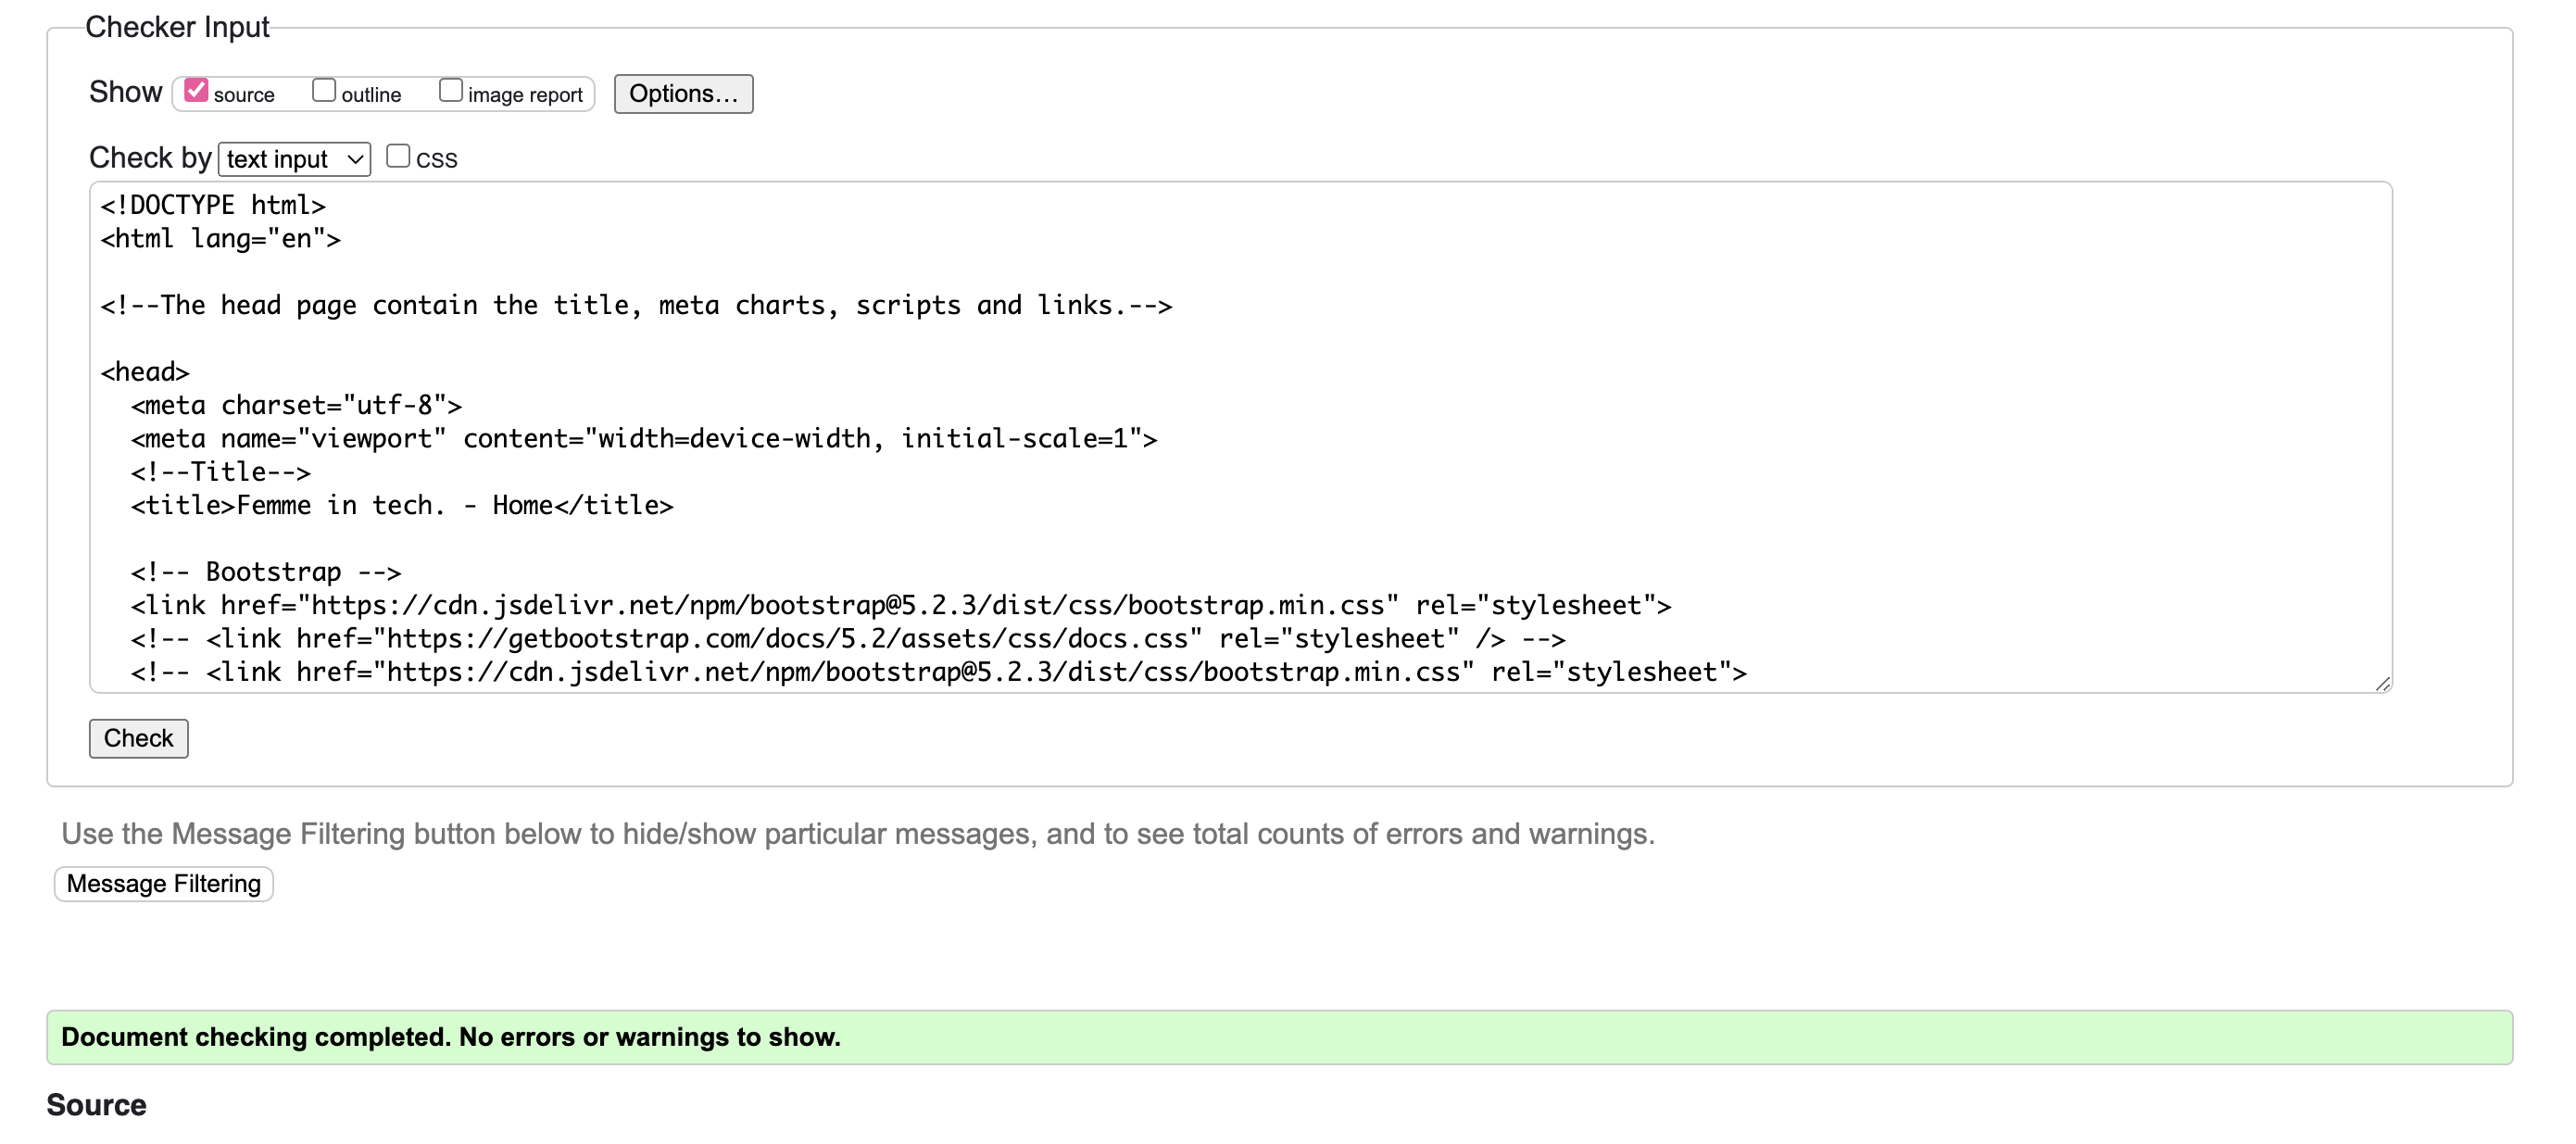 Checker Input
Show source outline image report Options...
Check by text input CSS
<!DOCTYPE html>
<html lang="en">
<!--The head page contain the title, meta charts, scripts and links.-->
<head>
  <meta charset="utf-8">
  <meta name="viewport" content="width=device-width, initial-scale=1">
  <!--Title-->
  <title>Femme in tech. - Home</title>
  <!-- Bootstrap -->
  <link href="https://cdn.jsdelivr.net/npm/bootstrap@5.2.3/dist/css/bootstrap.min.css" rel="stylesheet">
  <!-- <link href="https://getbootstrap.com/docs/5.2/assets/css/docs.css" rel="stylesheet" /> -->
  <!-- <link href="https://cdn.jsdelivr.net/npm/bootstrap@5.2.3/dist/css/bootstrap.min.css" rel="stylesheet">
Check
Use the Message Filtering button below to hide/show particular messages, and to see total counts of errors and warnings.
Message Filtering
Document checking completed. No errors or warnings to show.
Source